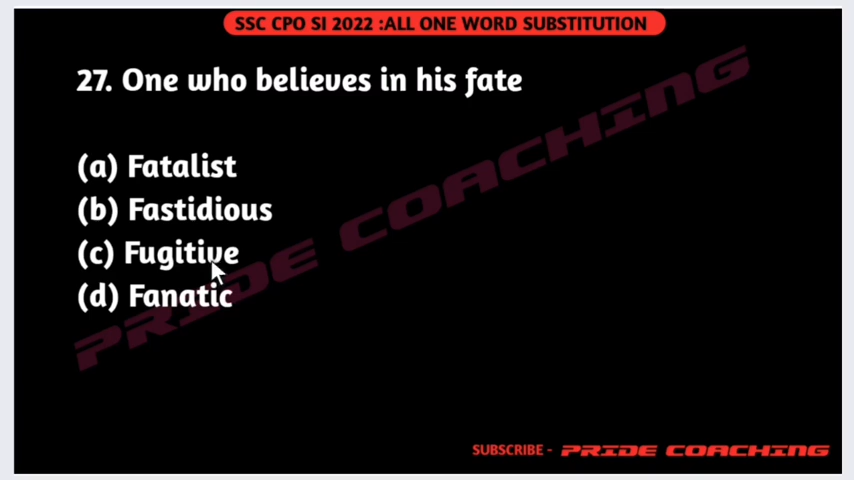 SSC CPO SI 2022 :ALL ONE WORD SUBSTITUTION
27. One who believes in his fate
(a) Fatalist
(b) Fastidious
(c) Fugitive
(d) Fanatic
PRIDE COACHING
SUBSCRIBE - PRIDE COACHING